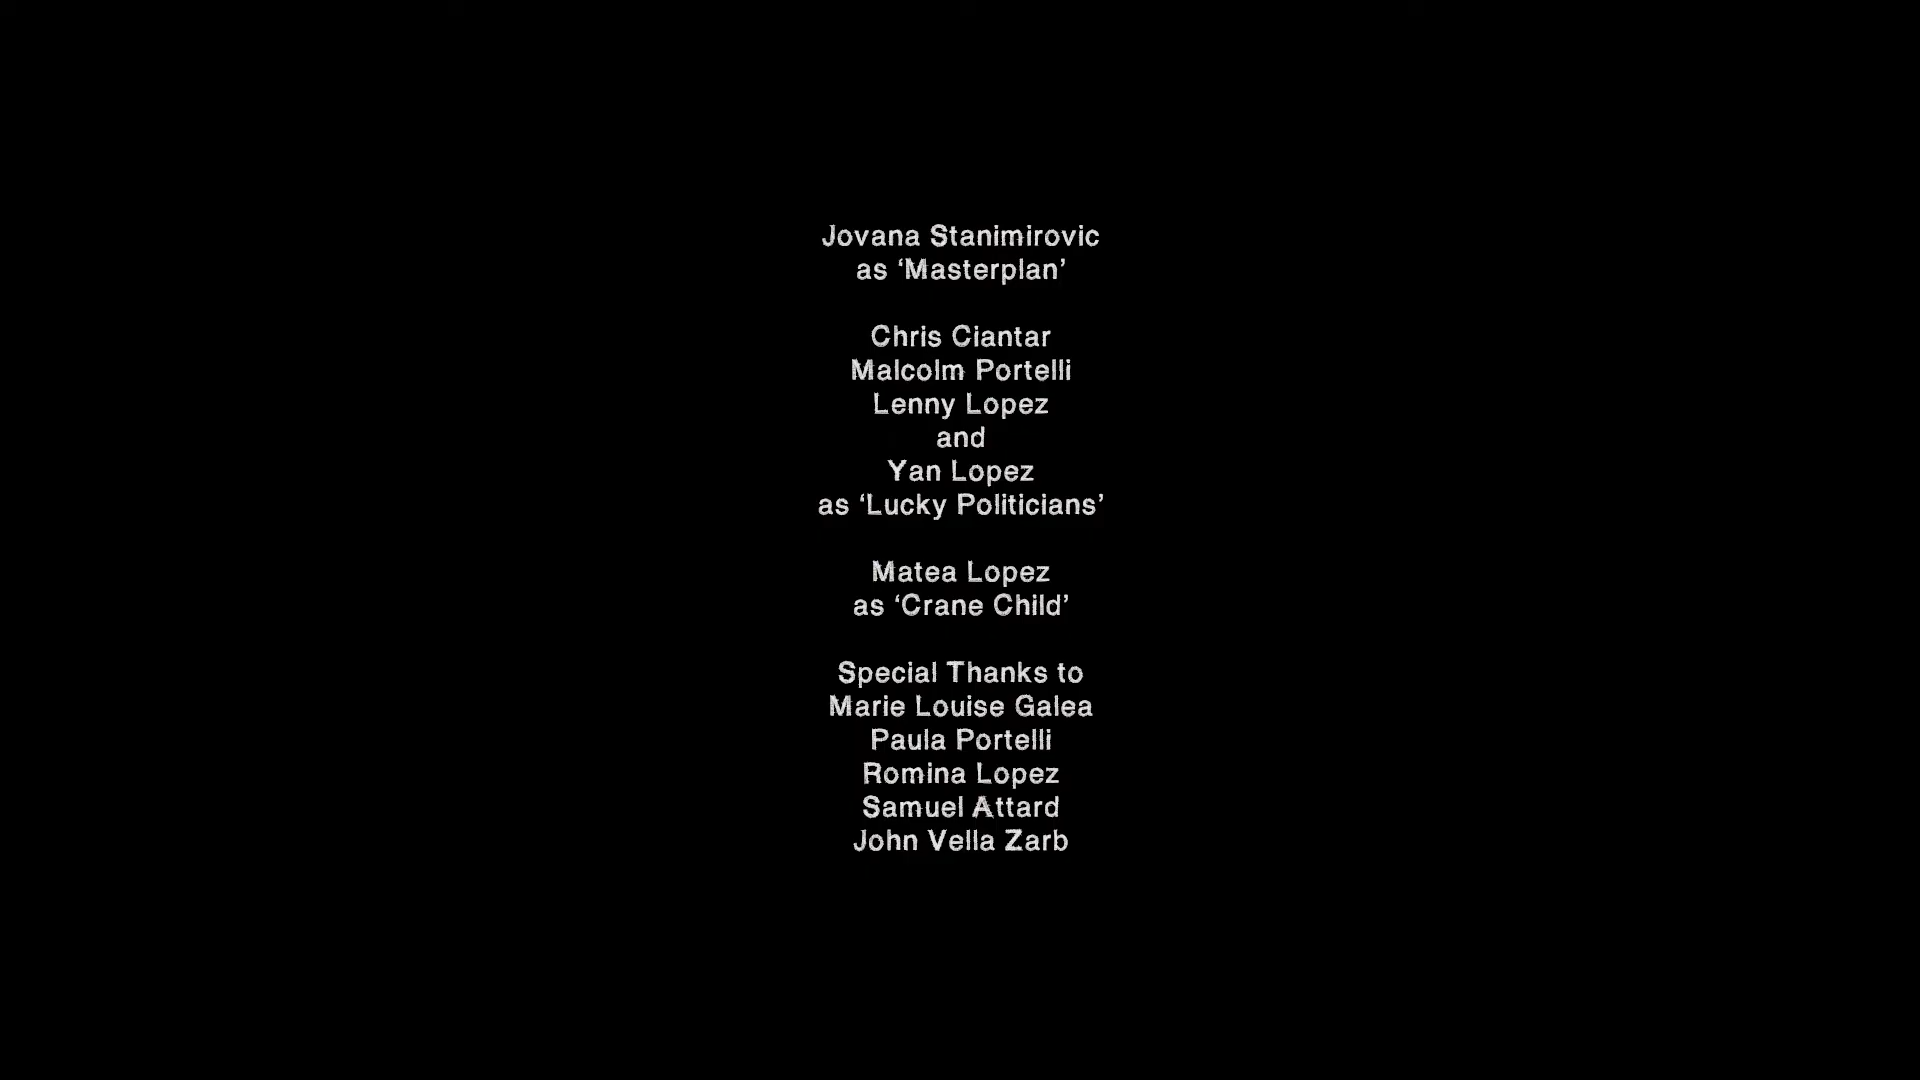 Jovana Stanimirovic
as ‘Masterplan’
Chris Ciantar
Malcolm Portelli
Lenny Lopez
and
Yan Lopez
as ‘Lucky Politicians’
Matea Lopez
as ‘Crane Child’
Special Thanks to
Marie Louise Galea
Paula Portelli
Romina Lopez
Samuel Attard
John Vella Zarb